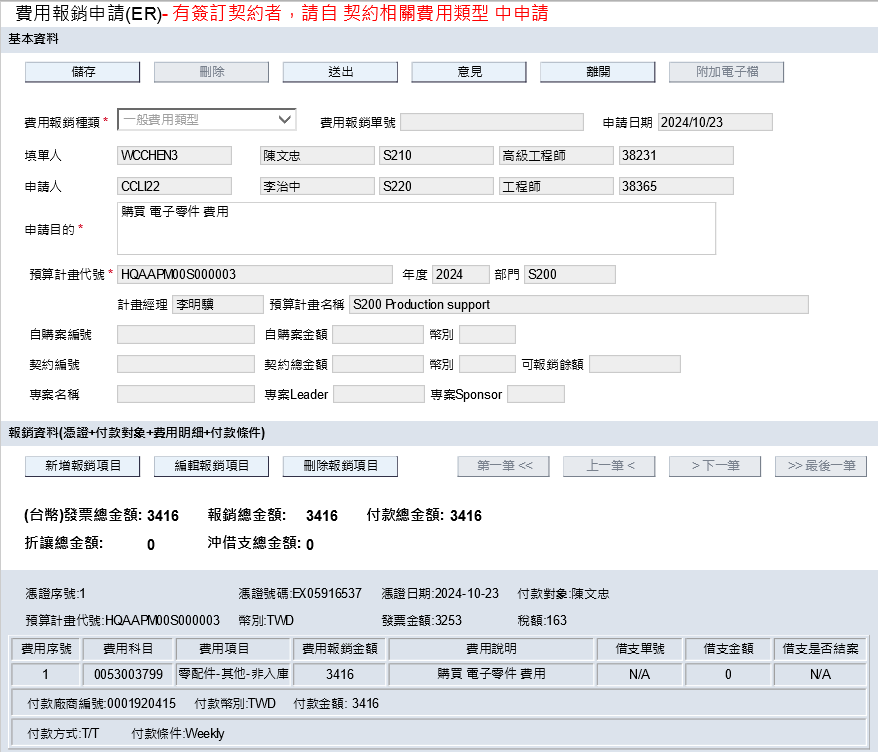 費用報銷申請(ER)- 有簽訂契約者，請自 契約相關費用類型 中申請
基本資料
儲存 刪除 送出 意見 離開 附加電子檔
費用報銷種類 * 一般費用類型 費用報銷單號 申請日期 2024/10/23
填單人 WCCHEN3 陳文忠 S210 高級工程師 38231
申請人 CCLI22 李治中 S220 工程師 38365
申請目的 * 購買 電子零件 費用
預算計畫代號 * HQAAPM00S000003 年度 2024 部門 S200
計畫經理 李明驥 預算計畫名稱 S200 Production support
自購案編號 自購案金額 幣別
契約編號 契約總金額 幣別 可報銷餘額
專案名稱 專案Leader 專案Sponsor
報銷資料(憑證+付款對象+費用明細+付款條件)
新增報銷項目 編輯報銷項目 刪除報銷項目 第一筆 << 上一筆 < > 下一筆 >> 最後一筆
(台幣)發票總金額: 3416 報銷總金額: 3416 付款總金額: 3416
折讓總金額: 0 沖借支總金額: 0
憑證序號:1 憑證號碼:EX05916537 憑證日期:2024-10-23 付款對象:陳文忠
預算計畫代號:HQAAPM00S000003 幣別:TWD 發票金額:3253 稅額:163
費用序號 費用科目 費用項目 費用報銷金額 費用說明 借支單號 借支金額 借支是否結案
1 0053003799 零配件-其他-非入庫 3416 購買 電子零件 費用 N/A 0 N/A
付款廠商編號:0001920415 付款幣別:TWD 付款金額: 3416
付款方式:T/T 付款條件:Weekly